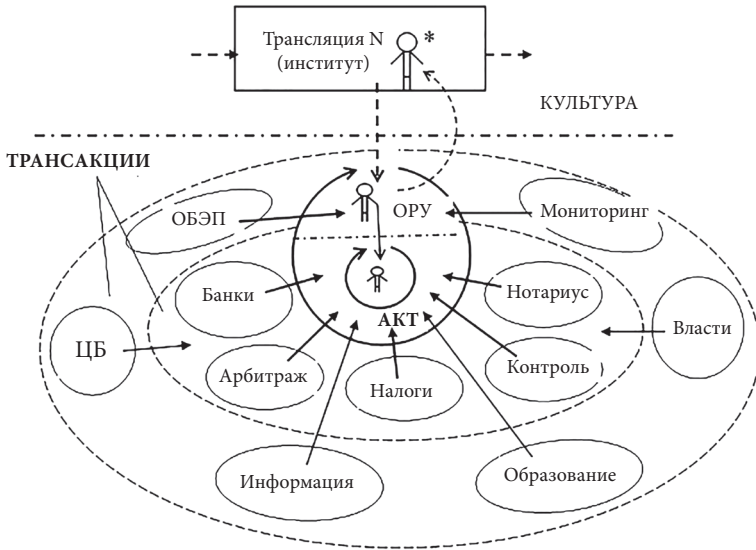 Трансляция N
(институт)
*
КУЛЬТУРА
ТРАНСАКЦИИ
ОБЭП
ОРУ
Мониторинг
Банки
Нотариус
АКТ
ЦБ
Власти
Арбитраж
Налоги
Контроль
Информация
Образование